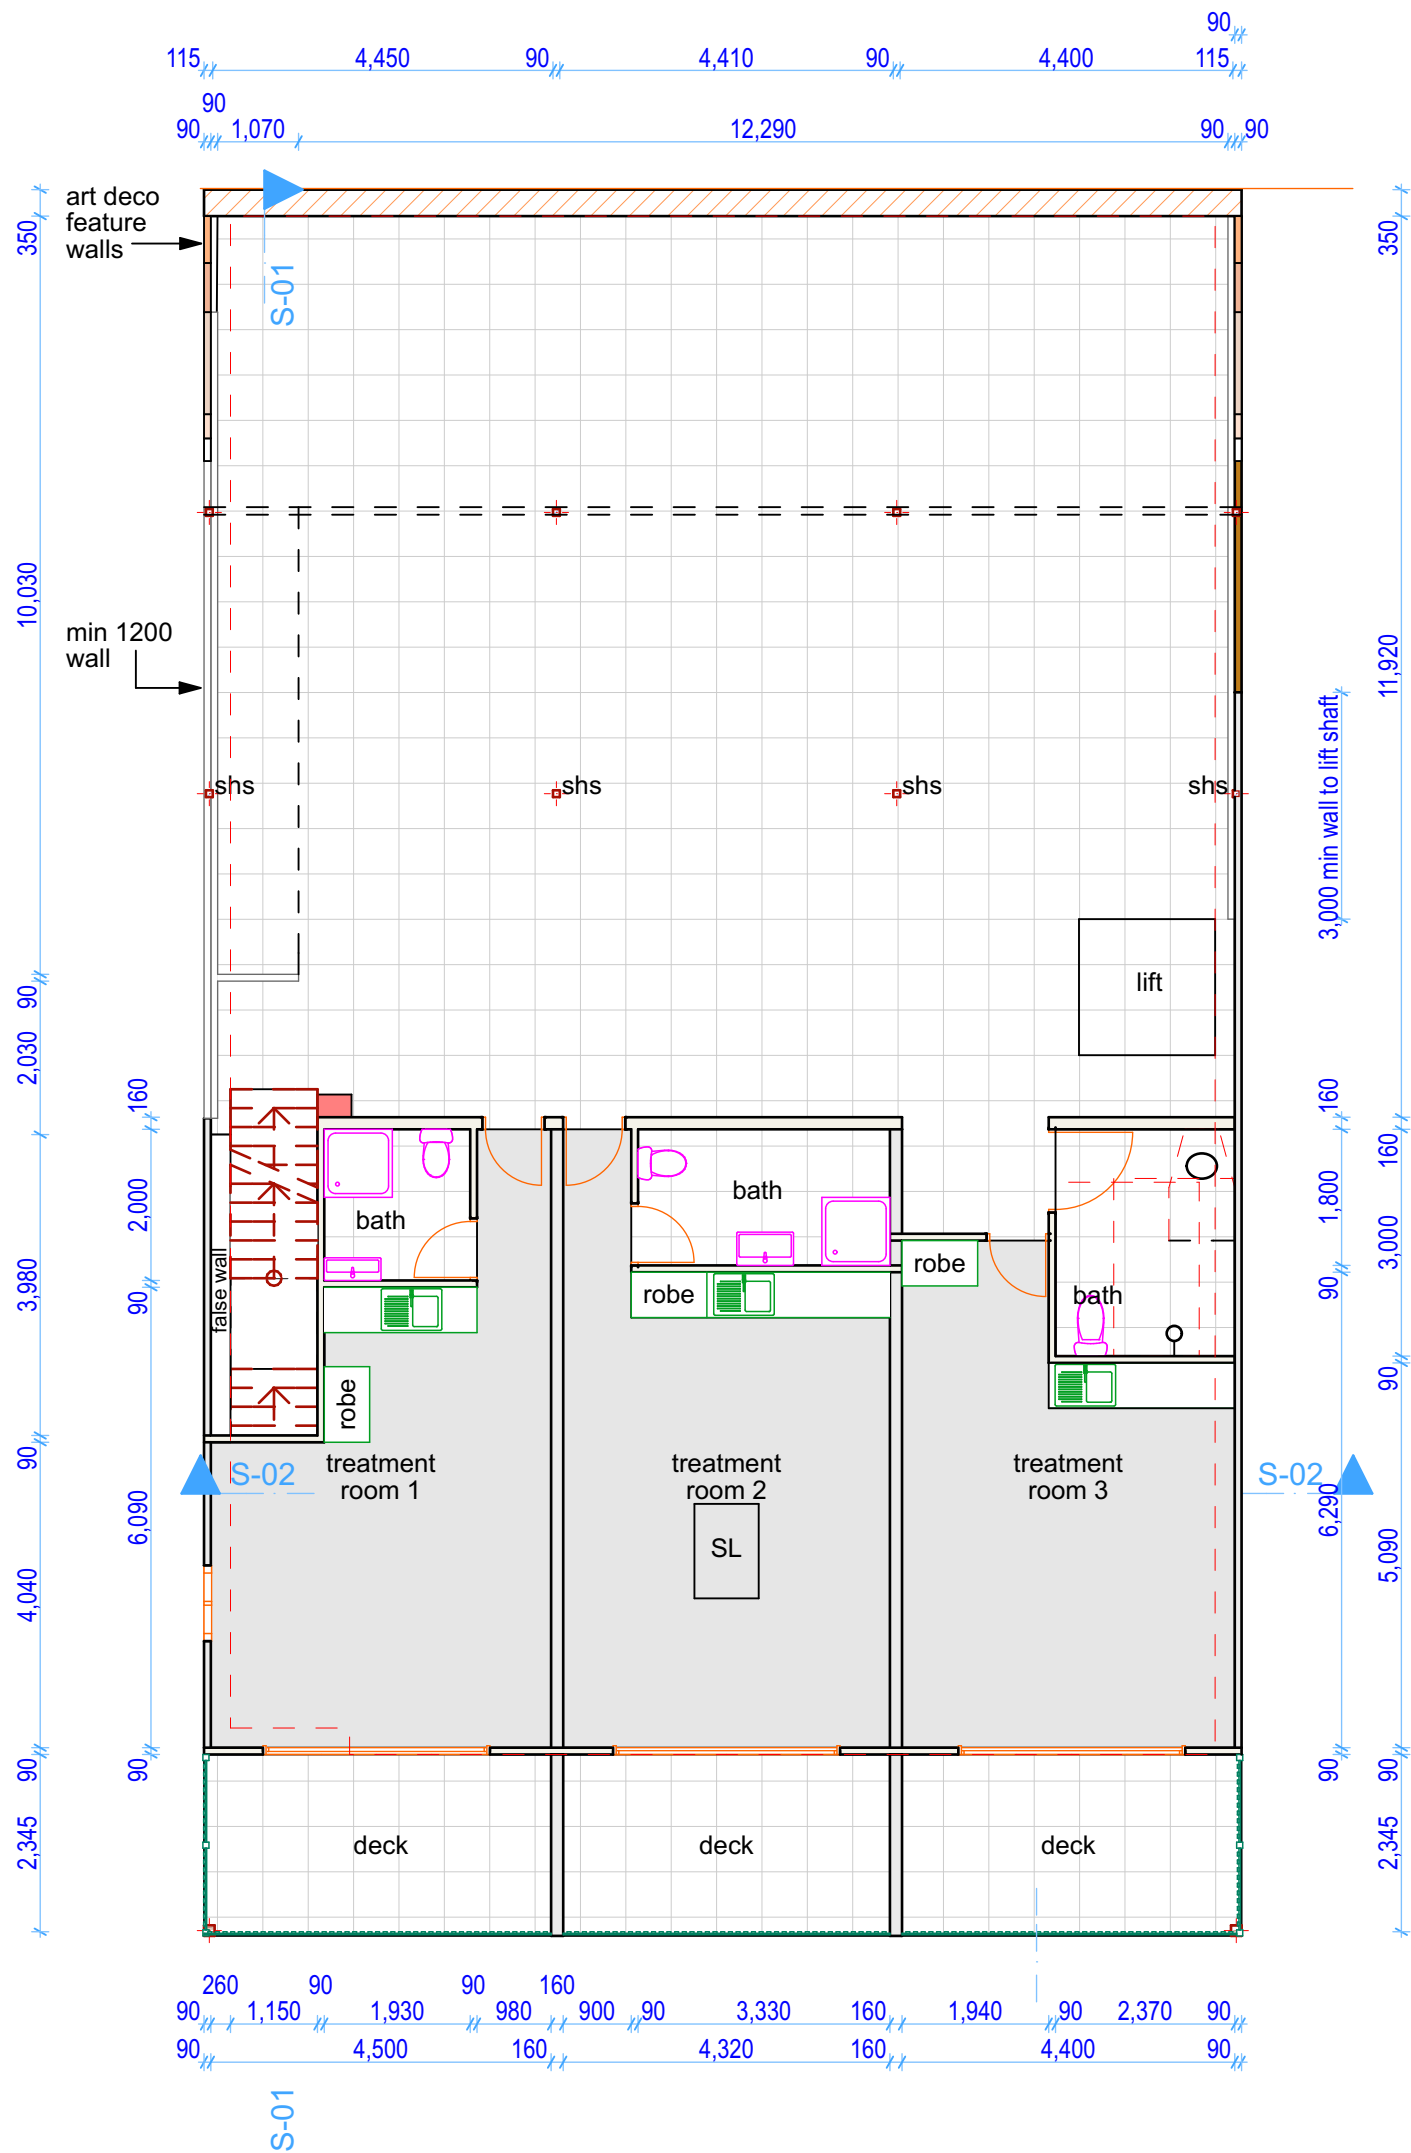 90
115 4,450 90 4,410 90 4,400 115
90
90 1,070 12,290 90 90
art deco
feature
walls
350
350
S-01
10,030
min 1200
wall
11,920
3,000 min wall to lift shaft
shs
shs
shs
shs
lift
90
2,030
160
160
160
2,000
bath
bath
1,800
3,000
3,980
false wall
90
robe
robe
bath
90
robe
90
90
treatment
room 1
treatment
room 2
treatment
room 3
S-02
S-02
6,090
SL
6,290
5,090
4,040
90
90
90
90
2,345
deck
deck
deck
2,345
260 90 90 160
90 1,150 1,930 980 900 90 3,330 160 1,940 90 2,370 90
90 4,500 160 4,320 160 4,400 90
S-01